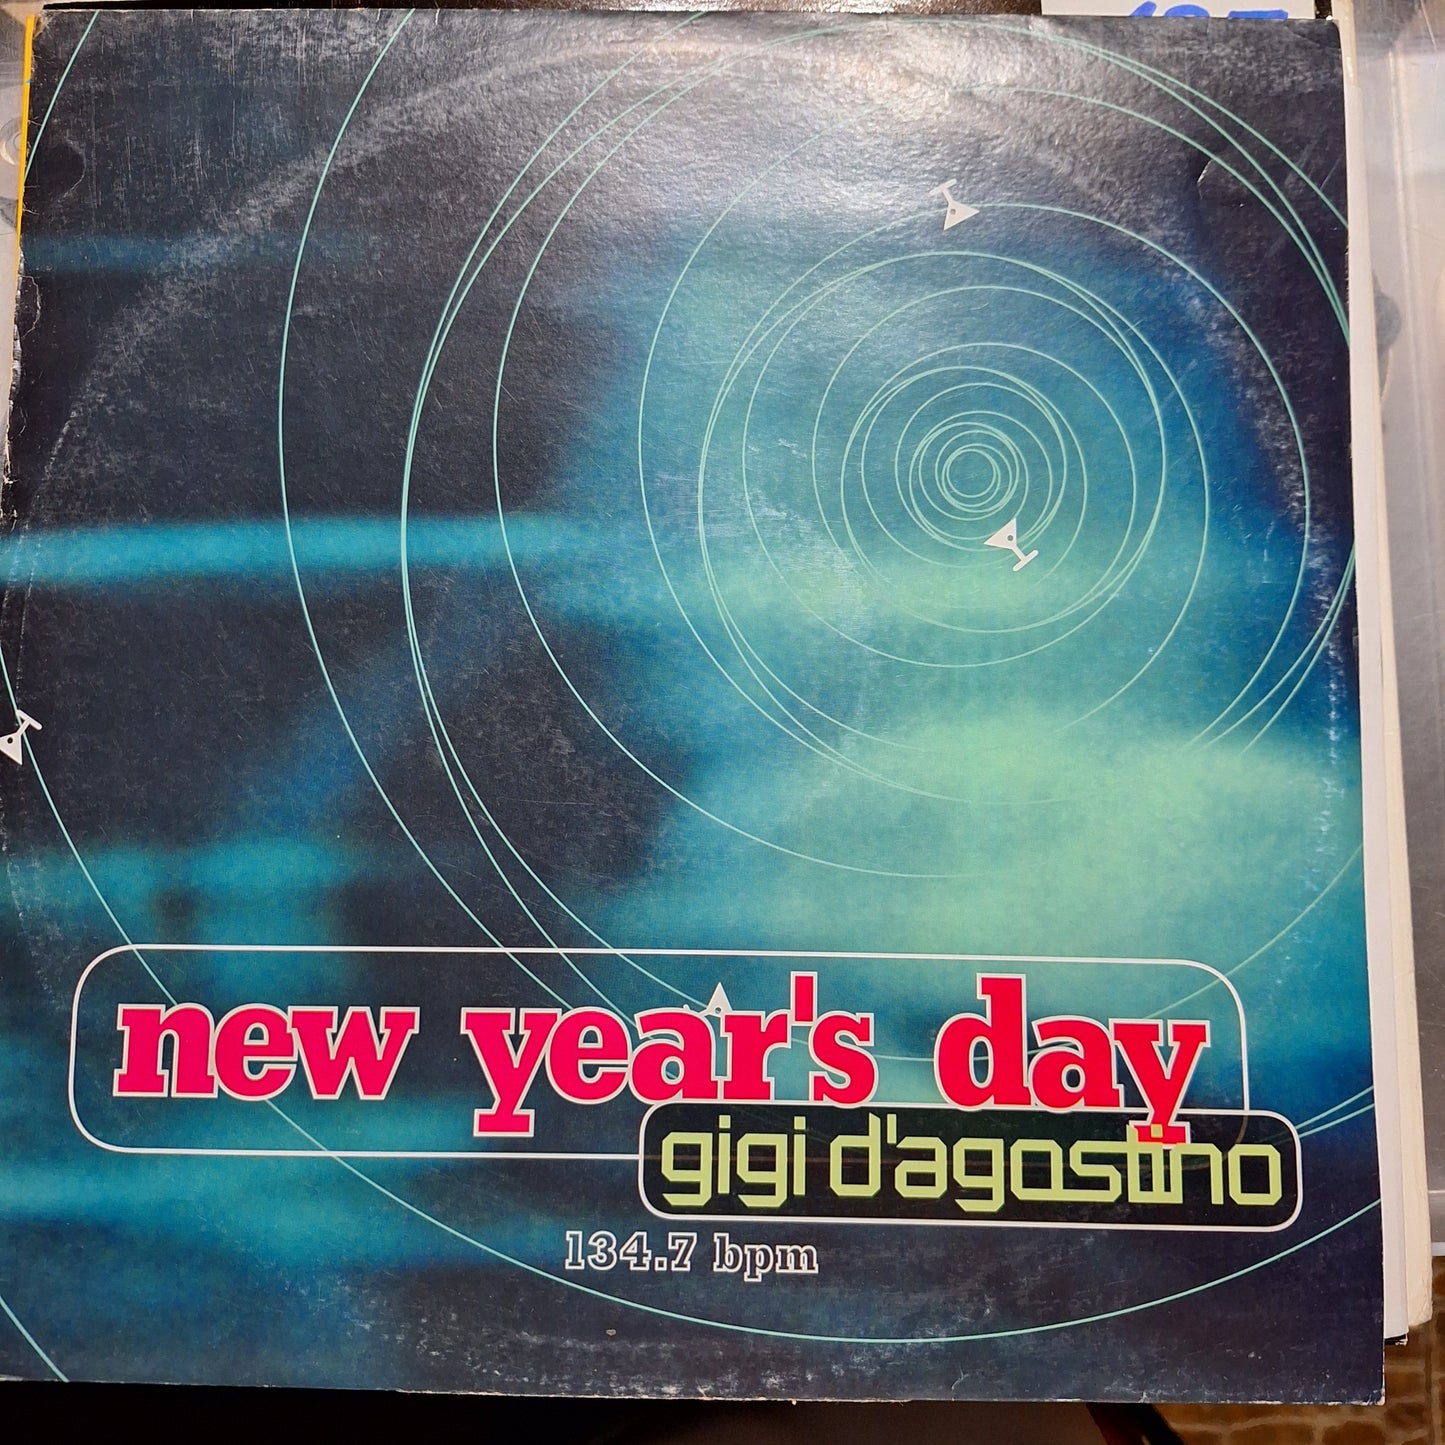 new year's day
gigi d'agostino
134.7 bpm